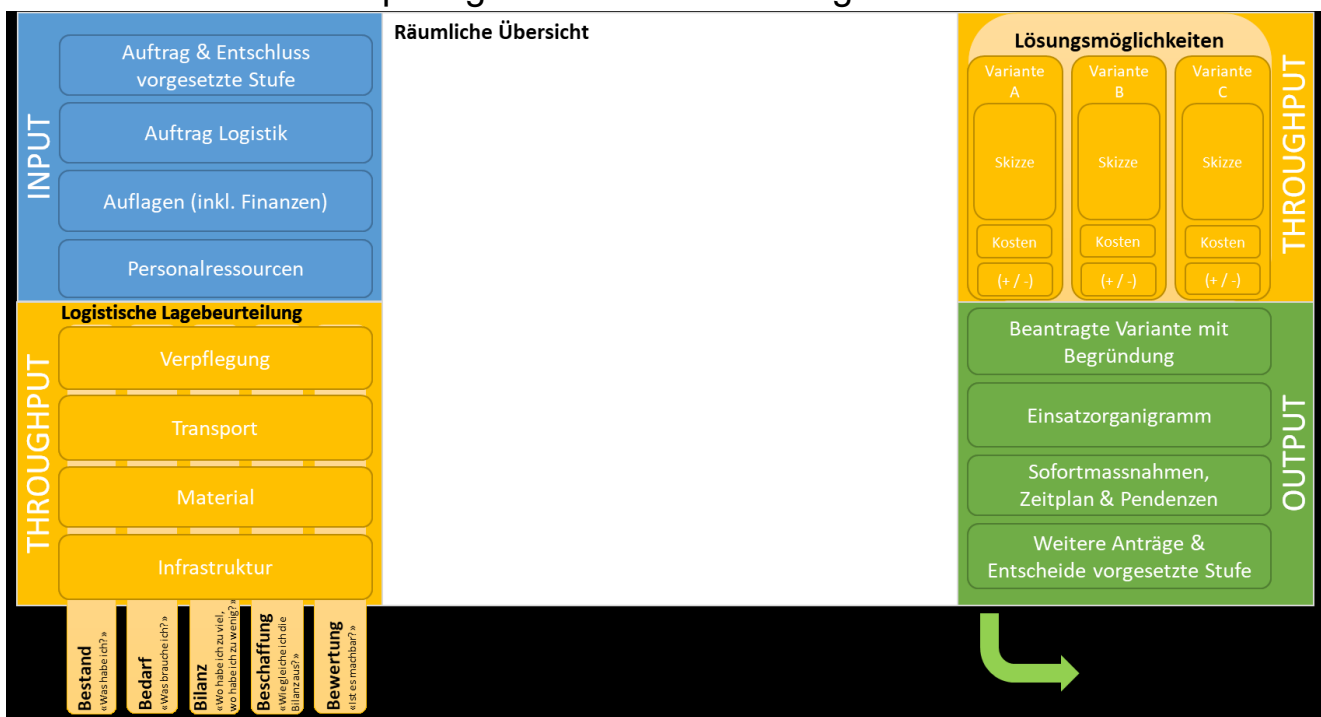 INPUT
Auftrag & Entschluss
vorgesetzte Stufe
Auftrag Logistik
Auflagen (inkl. Finanzen)
Personalressourcen
THROUGHPUT
Logistische Lagebeurteilung
Verpflegung
Transport
Material
Infrastruktur
Bestand
«Was habe ich?»
Bedarf
«Was brauche ich?»
Bilanz
«Wo habe ich zu viel,
wo habe ich zu wenig?»
Beschaffung
«Wie gleiche ich die
Bilanz aus?»
Bewertung
«Ist es machbar?»
Räumliche Übersicht
Lösungsmöglichkeiten
Variante
A
Skizze
Kosten
(+ / -)
Variante
B
Skizze
Kosten
(+ / -)
Variante
C
Skizze
Kosten
(+ / -)
THROUGHPUT
Beantragte Variante mit
Begründung
Einsatzorganigramm
Sofortmassnahmen,
Zeitplan & Pendenzen
Weitere Anträge &
Entscheide vorgesetzte Stufe
OUTPUT